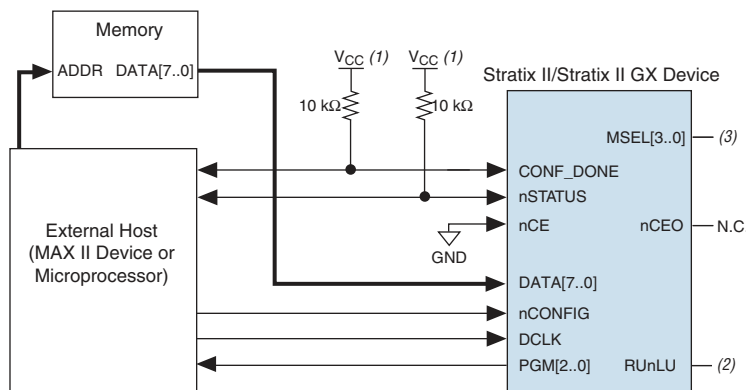 Memory
ADDR DATA[7..0]
VCC (1) VCC (1)
10 kΩ 10 kΩ
Stratix II/Stratix II GX Device
MSEL[3..0] (3)
CONF_DONE
nSTATUS
External Host
(MAX II Device or
Microprocessor)
GND
nCE nCEO N.C
DATA[7..0]
nCONFIG
DCLK
PGM[2..0] RUnLU (2)